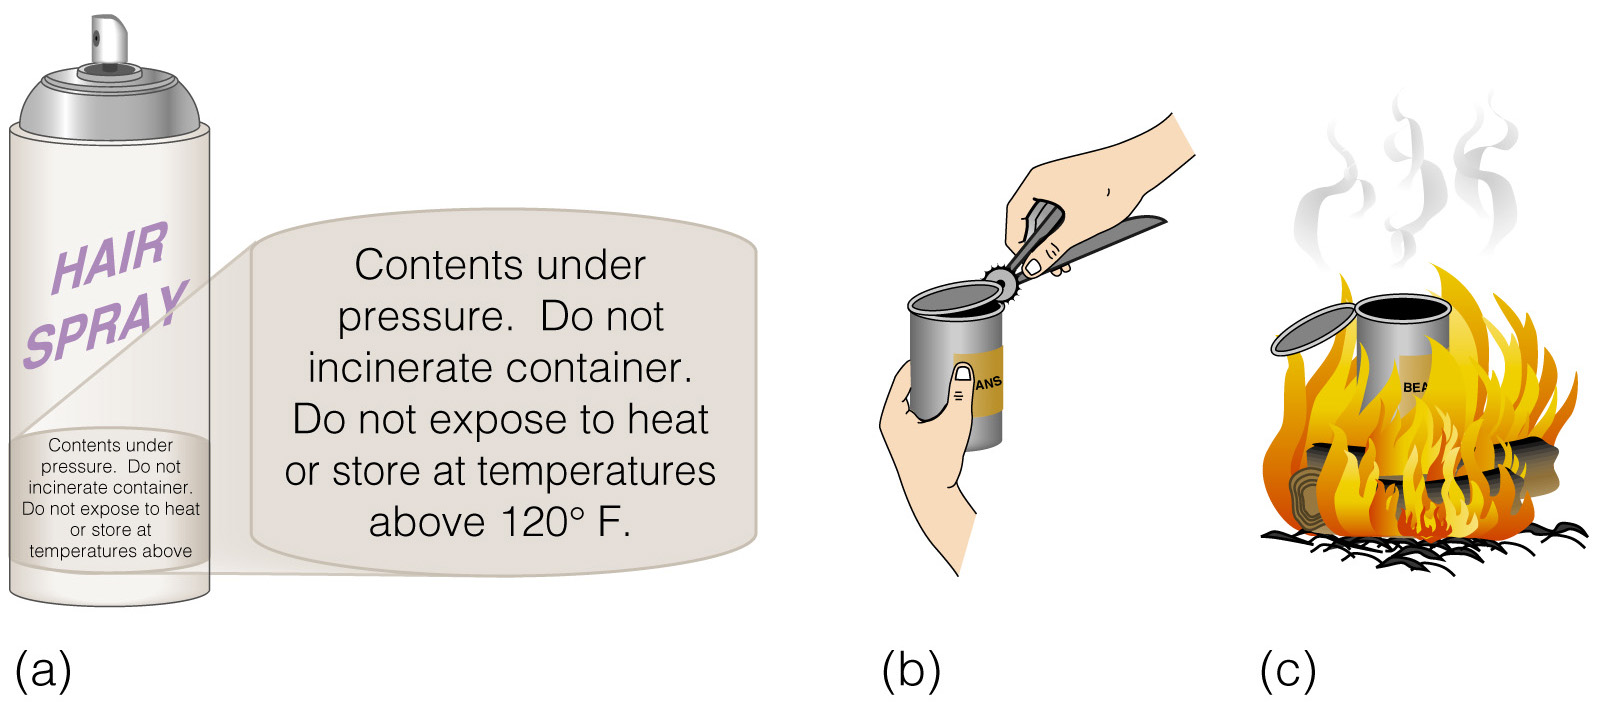 HAIR
SPRAY
Contents under
pressure. Do not
incinerate container.
Do not expose to heat
or store at
temperatures above
Contents under
pressure. Do not
incinerate container.
Do not expose to heat
or store at temperatures
above 120° F.
ANS
BEA
(a)
(b)
(c)